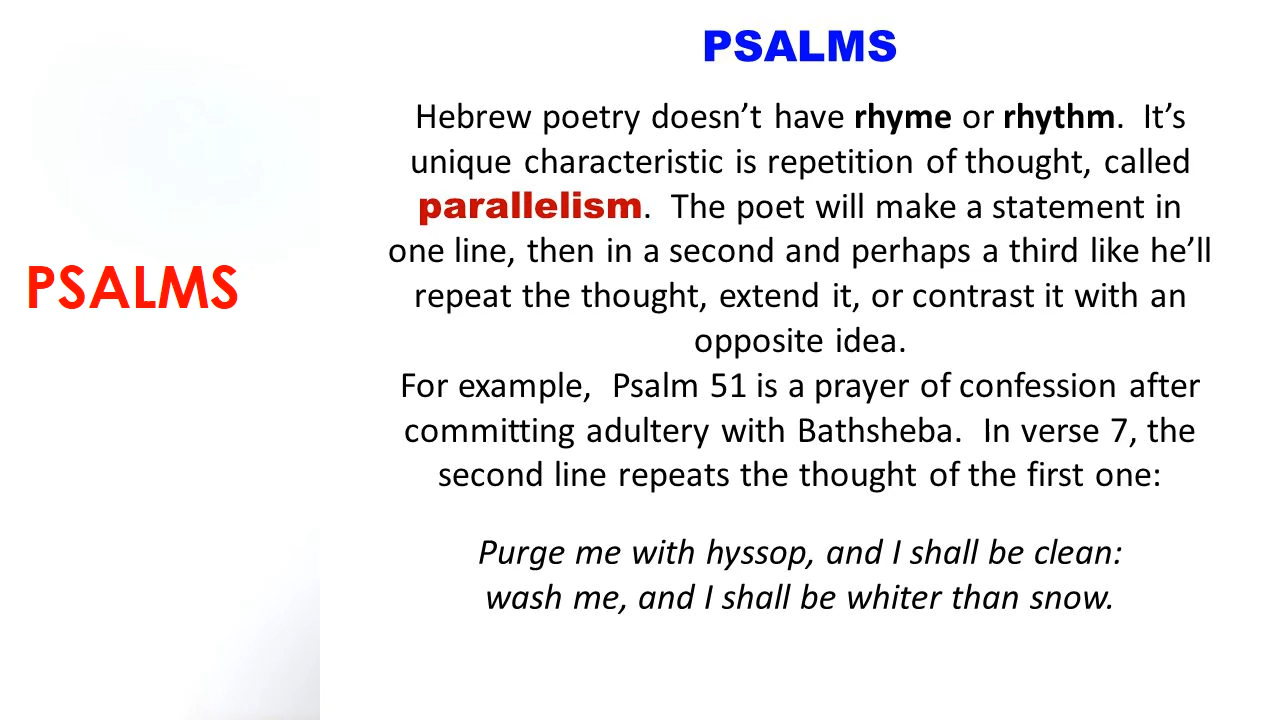 PSALMS
PSALMS
Hebrew poetry doesn’t have rhyme or rhythm.  It’s
unique characteristic is repetition of thought, called
parallelism.  The poet will make a statement in
one line, then in a second and perhaps a third like he’ll
repeat the thought, extend it, or contrast it with an
opposite idea.
For example,  Psalm 51 is a prayer of confession after
committing adultery with Bathsheba.  In verse 7, the
second line repeats the thought of the first one:
Purge me with hyssop, and I shall be clean:
wash me, and I shall be whiter than snow.